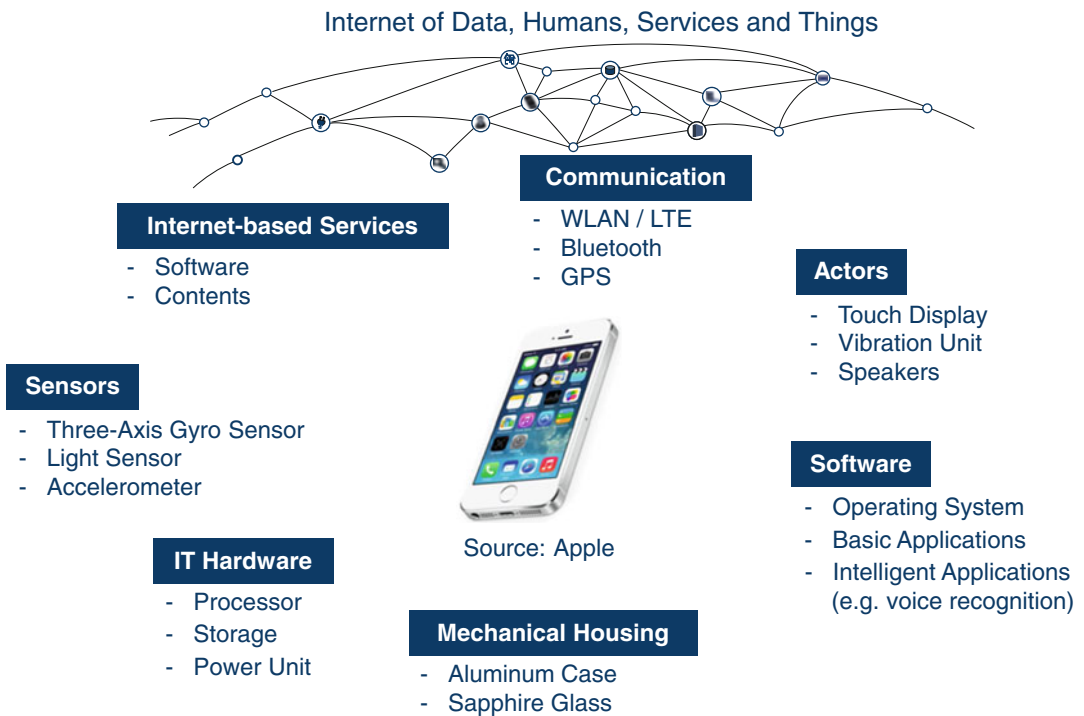 Internet of Data, Humans, Services and Things
Communication
- WLAN / LTE
- Bluetooth
- GPS
Internet-based Services
- Software
- Contents
Actors
- Touch Display
- Vibration Unit
- Speakers
Sensors
- Three-Axis Gyro Sensor
- Light Sensor
- Accelerometer
Software
- Operating System
- Basic Applications
- Intelligent Applications
(e.g. voice recognition)
Source: Apple
IT Hardware
- Processor
- Storage
- Power Unit
Mechanical Housing
- Aluminum Case
- Sapphire Glass